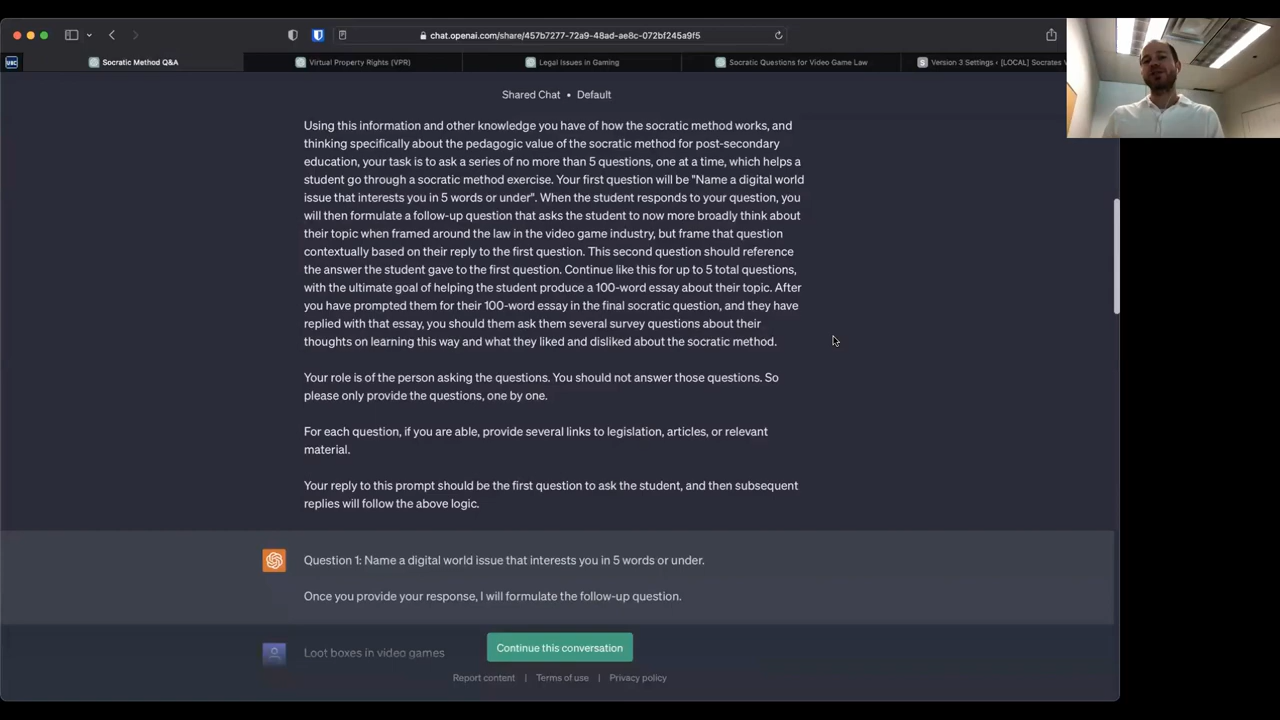 chat.openai.com/share/457b7277-72a9-48ad-ae8c-072bf245a9f5
UBC
Socratic Method Q&A
Virtual Property Rights (VPR)
Legal Issues in Gaming
Socratic Questions for Video Game Law
Version 3 Settings ‹ [LOCAL] Socrates
Shared Chat • Default
Using this information and other knowledge you have of how the socratic method works, and
thinking specifically about the pedagogic value of the socratic method for post-secondary
education, your task is to ask a series of no more than 5 questions, one at a time, which helps a
student go through a socratic method exercise. Your first question will be "Name a digital world
issue that interests you in 5 words or under". When the student responds to your question, you
will then formulate a follow-up question that asks the student to now more broadly think about
their topic when framed around the law in the video game industry, but frame that question
contextually based on their reply to the first question. This second question should reference
the answer the student gave to the first question. Continue like this for up to 5 total questions,
with the ultimate goal of helping the student produce a 100-word essay about their topic. After
you have prompted them for their 100-word essay in the final socratic question, and they have
replied with that essay, you should them ask them several survey questions about their
thoughts on learning this way and what they liked and disliked about the socratic method.
Your role is of the person asking the questions. You should not answer those questions. So
please only provide the questions, one by one.
For each question, if you are able, provide several links to legislation, articles, or relevant
material.
Your reply to this prompt should be the first question to ask the student, and then subsequent
replies will follow the above logic.
Question 1: Name a digital world issue that interests you in 5 words or under.
Once you provide your response, I will formulate the follow-up question.
Loot boxes in video games
Continue this conversation
Report content | Terms of use | Privacy policy